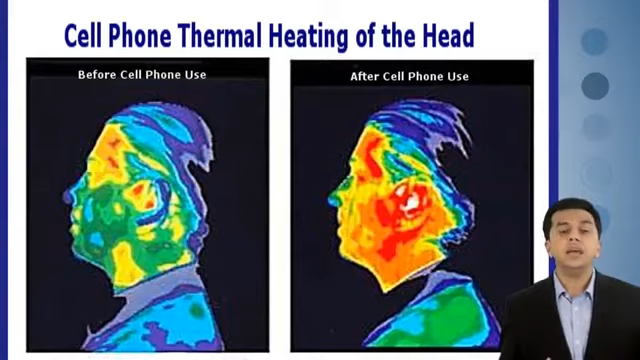 Cell Phone Thermal Heating of the Head
Before Cell Phone Use
After Cell Phone Use